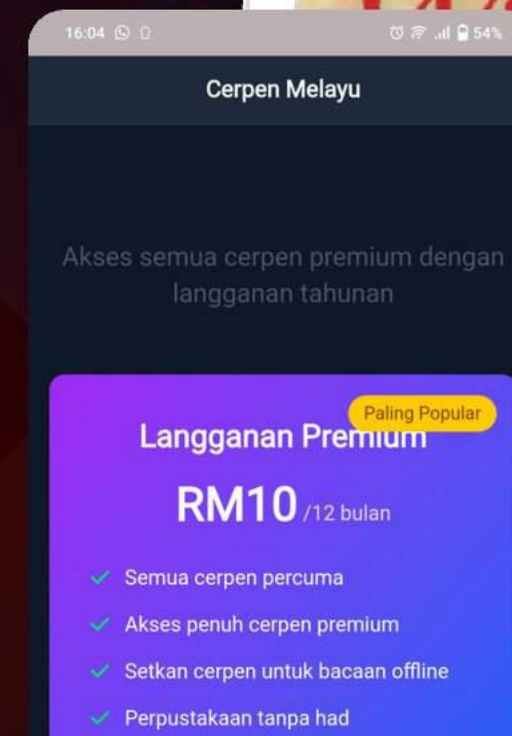 16:04
54%
Cerpen Melayu
Akses semua cerpen premium dengan
langganan tahunan
Paling Popular
Langganan Premium
RM10 /12 bulan
Semua cerpen percuma
Akses penuh cerpen premium
Setkan cerpen untuk bacaan offline
Perpustakaan tanpa had